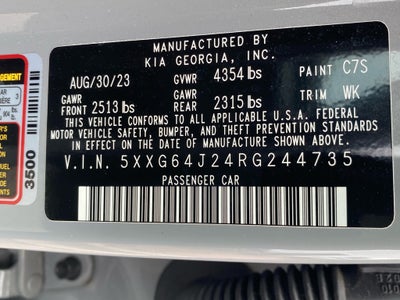 MANUFACTURED BY
KIA GEORGIA, INC.
AUG/30/23 GVWR 4354 lbs PAINT C7S
GAWR FRONT 2513 lbs GAWR REAR 2315 lbs TRIM WK
THIS VEHICLE CONFORMS TO ALL APPLICABLE U.S.A. FEDERAL
MOTOR VEHICLE SAFETY, BUMPER, AND THEFT PREVENTION STANDARDS
IN EFFECT ON THE DATE OF MANUFACTURE SHOWN ABOVE.
V.I.N. 5XXG64J24RG244735
PASSENGER CAR
3500